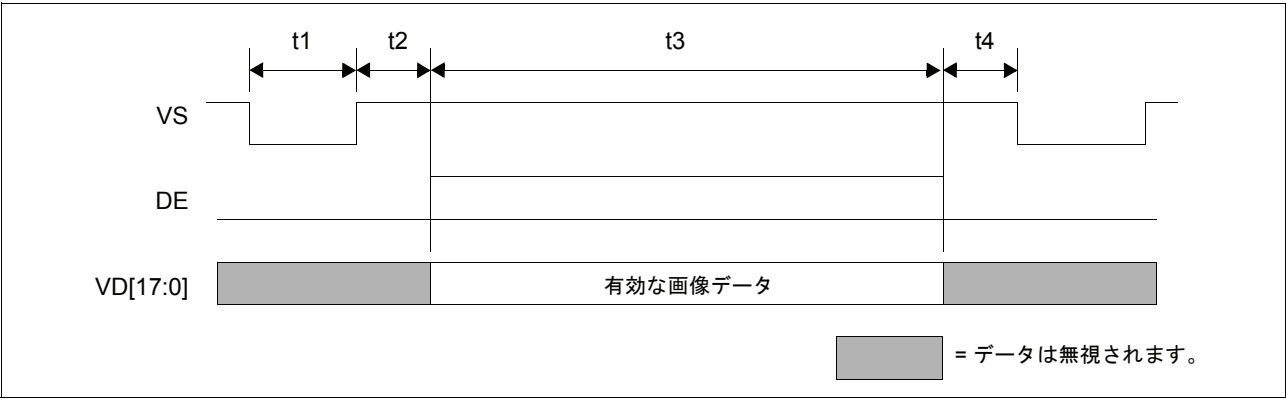 t1 t2 t3 t4
VS
DE
VD[17:0] 有効な画像データ
= データは無視されます。